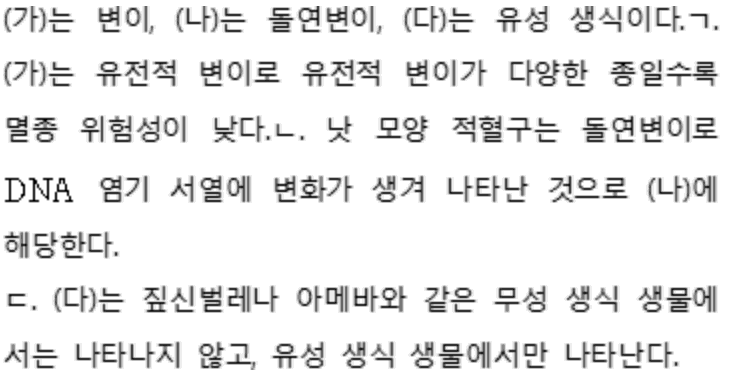 (가)는 변이, (나)는 돌연변이, (다)는 유성 생식이다.ㄱ.
(가)는 유전적 변이로 유전적 변이가 다양한 종일수록
멸종 위험성이 낮다.ㄴ. 낫 모양 적혈구는 돌연변이로
DNA 염기 서열에 변화가 생겨 나타난 것으로 (나)에
해당한다.
ㄷ. (다)는 짚신벌레나 아메바와 같은 무성 생식 생물에
서는 나타나지 않고, 유성 생식 생물에서만 나타난다.